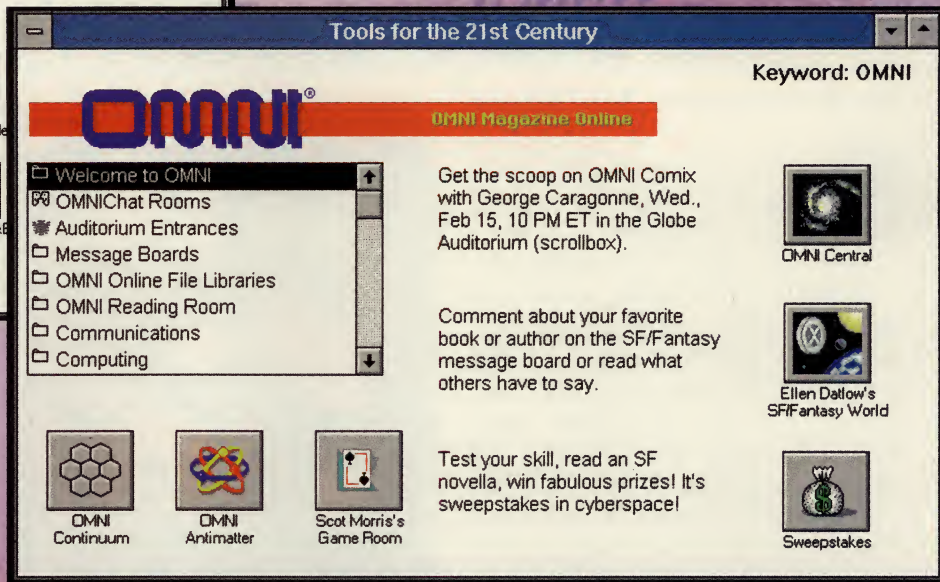 Tools for the 21st Century
Keyword: OMNI
OMNI®
OMNI Magazine Online
Welcome to OMNI
OMNIChat Rooms
Auditorium Entrances
Message Boards
OMNI Online File Libraries
OMNI Reading Room
Communications
Computing
Get the scoop on OMNI Comix
with George Caragonne, Wed.,
Feb 15, 10 PM ET in the Globe
Auditorium (scrollbox).
Comment about your favorite
book or author on the SF/Fantasy
message board or read what
others have to say.
Test your skill, read an SF
novella, win fabulous prizes! It's
sweepstakes in cyberspace!
OMNI Central
Ellen Datlow's
SF/Fantasy World
Sweepstakes
OMNI
Continuum
OMNI
Antimatter
Scot Morris's
Game Room